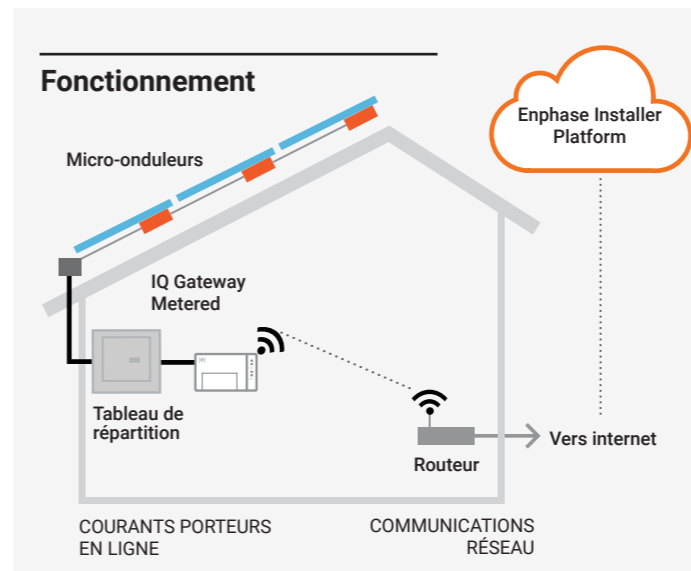 Fonctionnement
Enphase Installer
Platform
Micro-onduleurs
IQ Gateway
Metered
Tableau de
répartition
Routeur
Vers internet
COURANTS PORTEURS
EN LIGNE
COMMUNICATIONS
RÉSEAU